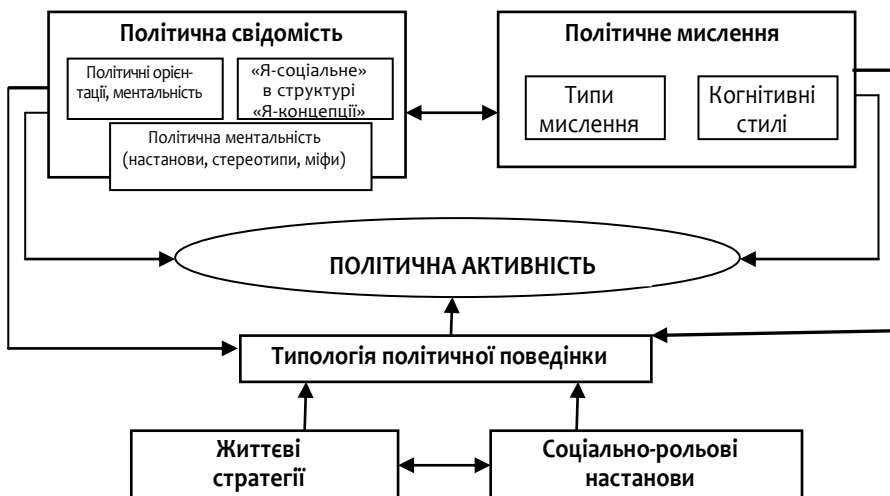 Політична свідомість
Політичні орієн-
тації, ментальність
«Я-соціальне»
в структурі
«Я-концепції»
Політична ментальність
(настанови, стереотипи, міфи)
Політичне мислення
Типи
мислення
Когнітивні
стилі
ПОЛІТИЧНА АКТИВНІСТЬ
Типологія політичної поведінки
Життєві
стратегії
Соціально-рольові
настанови